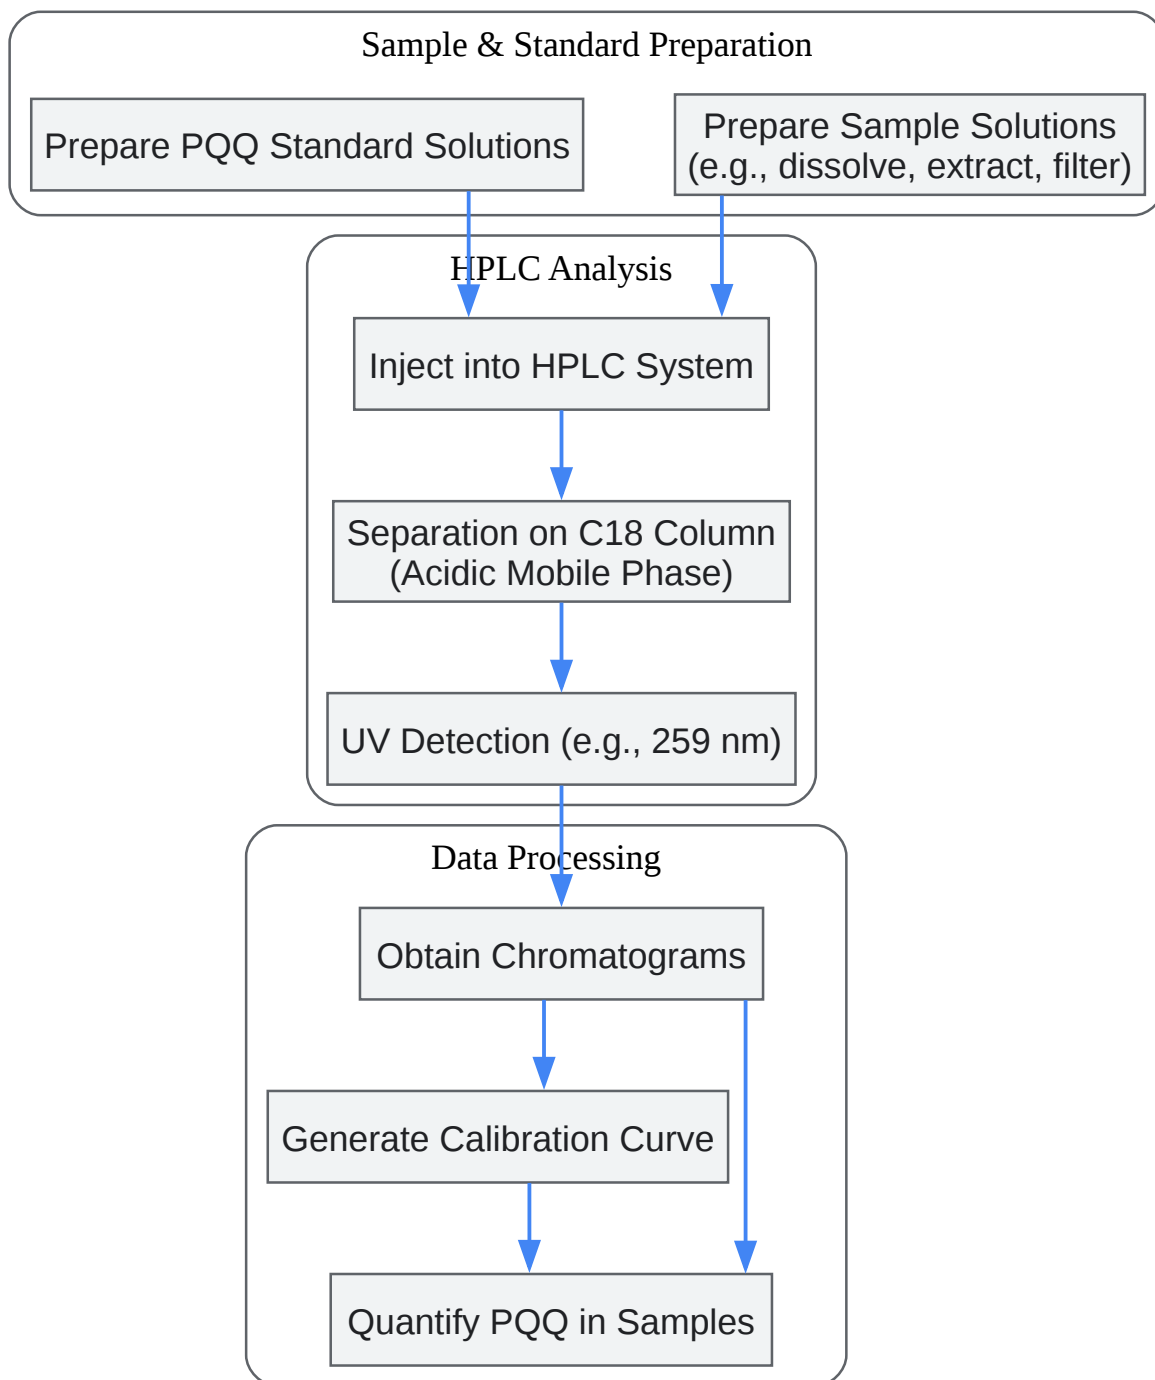 Sample & Standard Preparation
Prepare PQQ Standard Solutions
Prepare Sample Solutions
(e.g., dissolve, extract, filter)
HPLC Analysis
Inject into HPLC System
Separation on C18 Column
(Acidic Mobile Phase)
UV Detection (e.g., 259 nm)
Data Processing
Obtain Chromatograms
Generate Calibration Curve
Quantify PQQ in Samples